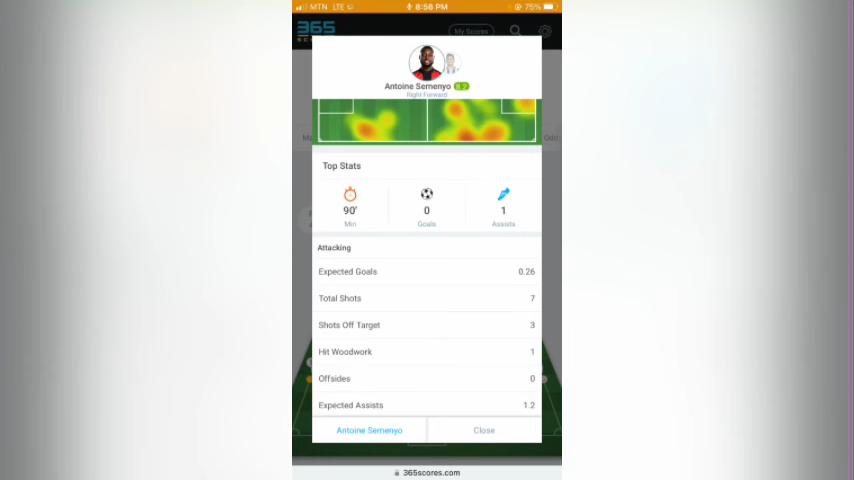 MTN LTE 8:58 PM 75%
365
My Scores
Antoine Semenyo 8.2
Right Forward
Top Stats
90' 0 1
Min Goals Assists
Attacking
Expected Goals 0.26
Total Shots 7
Shots Off Target 3
Hit Woodwork 1
Offsides 0
Expected Assists 1.2
Antoine Semenyo Close
365scores.com